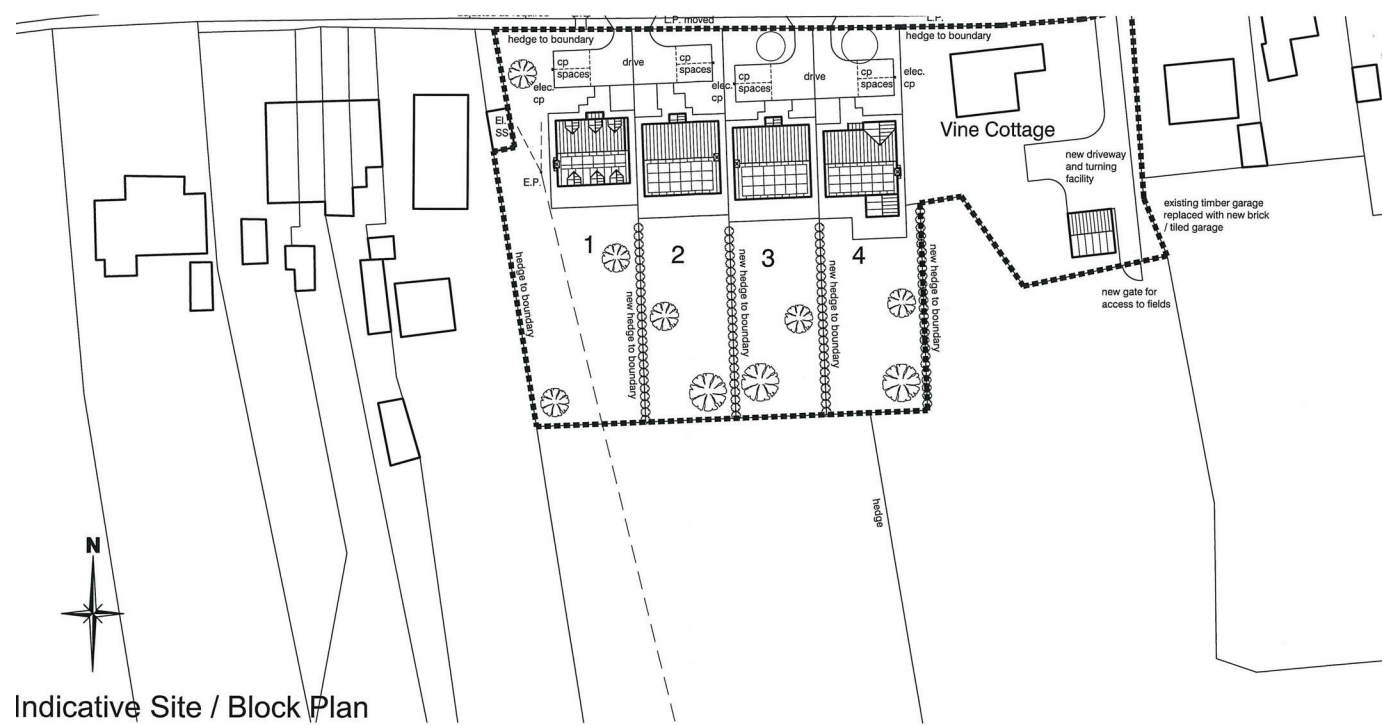 L.P. moved
L.P.
hedge to boundary
hedge to boundary
cp
spaces
drive
cp
spaces
cp
spaces
drive
cp
spaces
elec.
cp
elec.
cp
elec.
cp
El.
SS
E.P.
Vine Cottage
new driveway
and turning
facility
existing timber garage
replaced with new brick
/ tiled garage
new gate for
access to fields
1
2
3
4
hedge to boundary
new hedge to boundary
new hedge to boundary
new hedge to boundary
new hedge to boundary
hedge
N
Indicative Site / Block Plan